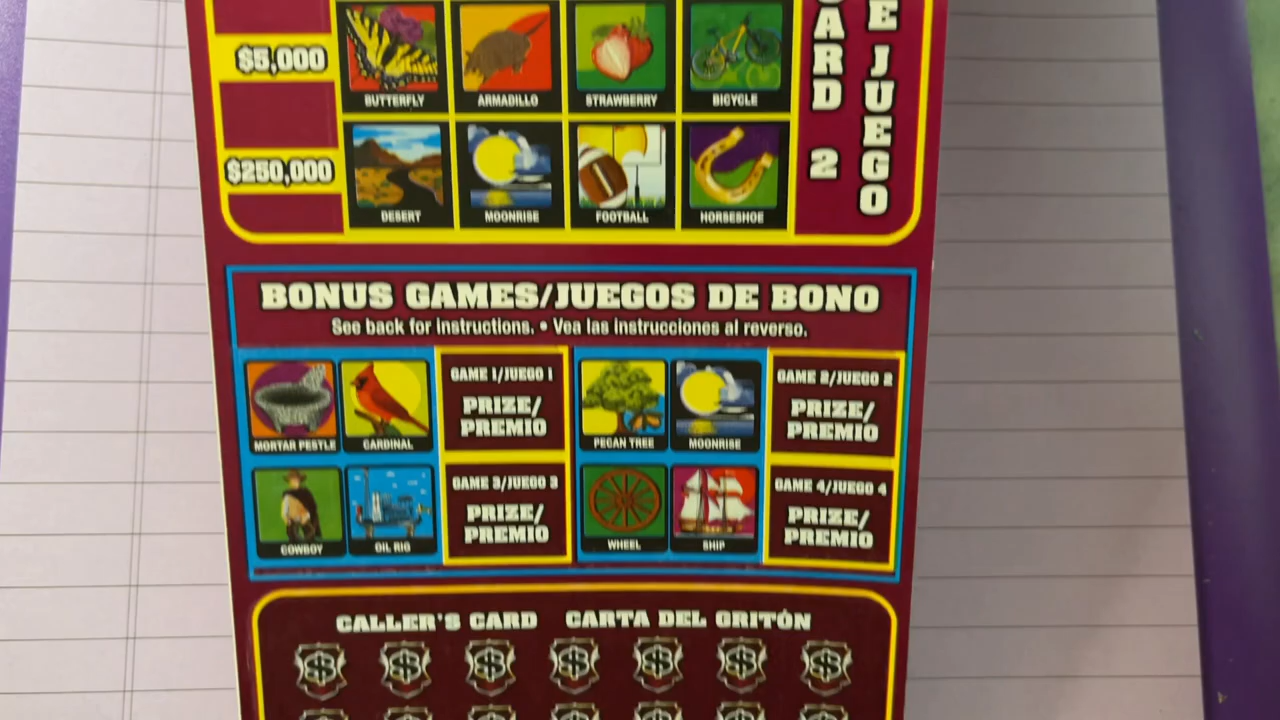 $5,000
BUTTERFLY
ARMADILLO
STRAWBERRY
BICYCLE
$250,000
DESERT
MOONRISE
FOOTBALL
HORSESHOE
ARD 2
E JUEGO
BONUS GAMES/JUEGOS DE BONO
See back for instructions. • Vea las instrucciones al reverso.
MORTAR PESTLE
CARDINAL
GAME 1/JUEGO 1
PRIZE/
PREMIO
PECAN TREE
MOONRISE
GAME 2/JUEGO 2
PRIZE/
PREMIO
COWBOY
OIL RIG
GAME 3/JUEGO 3
PRIZE/
PREMIO
WHEEL
SHIP
GAME 4/JUEGO 4
PRIZE/
PREMIO
CALLER'S CARD CARTA DEL GRITÓN
$ $ $ $ $ $ $